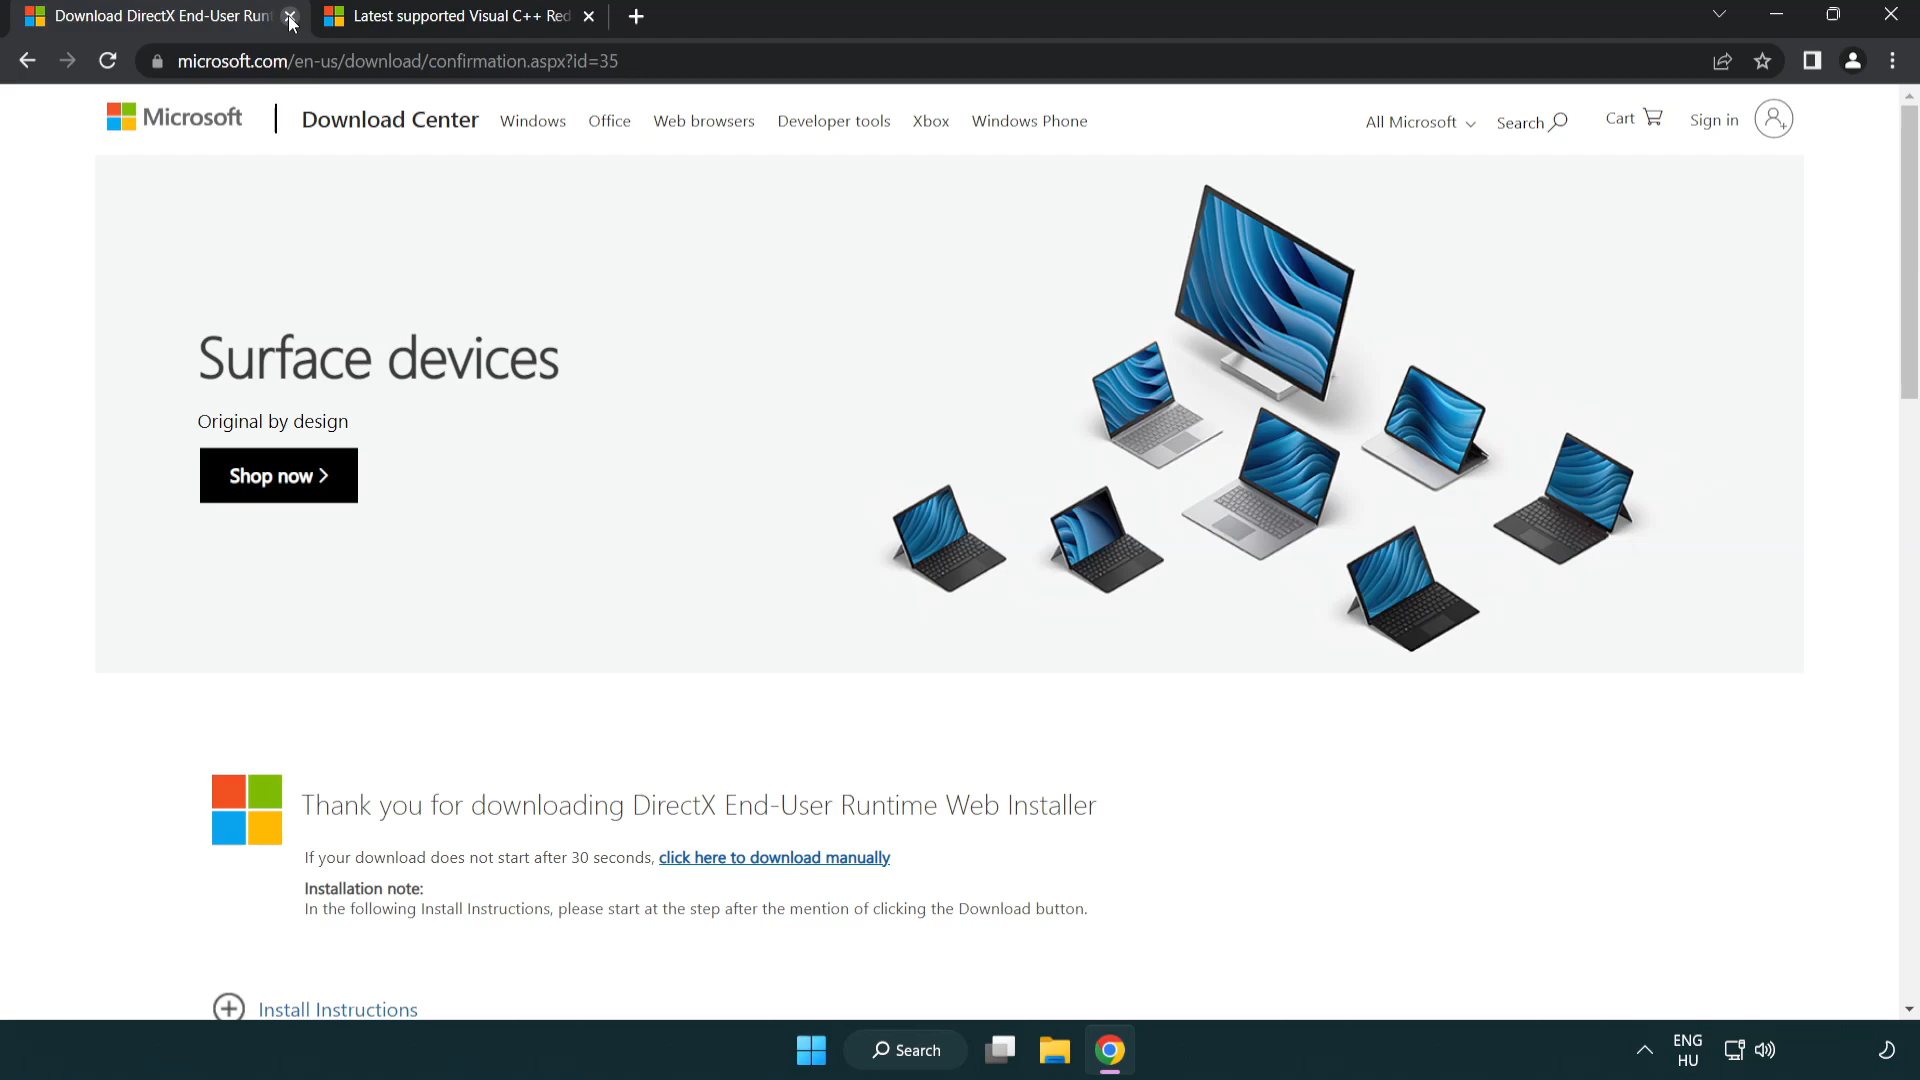 Download DirectX End-User Runt
Latest supported Visual C++ Red
microsoft.com/en-us/download/confirmation.aspx?id=35
Microsoft
Download Center
Windows
Office
Web browsers
Developer tools
Xbox
Windows Phone
All Microsoft
Search
Cart
Sign in
Surface devices
Original by design
Shop now >
Thank you for downloading DirectX End-User Runtime Web Installer
If your download does not start after 30 seconds, click here to download manually
Installation note:
In the following Install Instructions, please start at the step after the mention of clicking the Download button.
Install Instructions
Search
ENG
HU